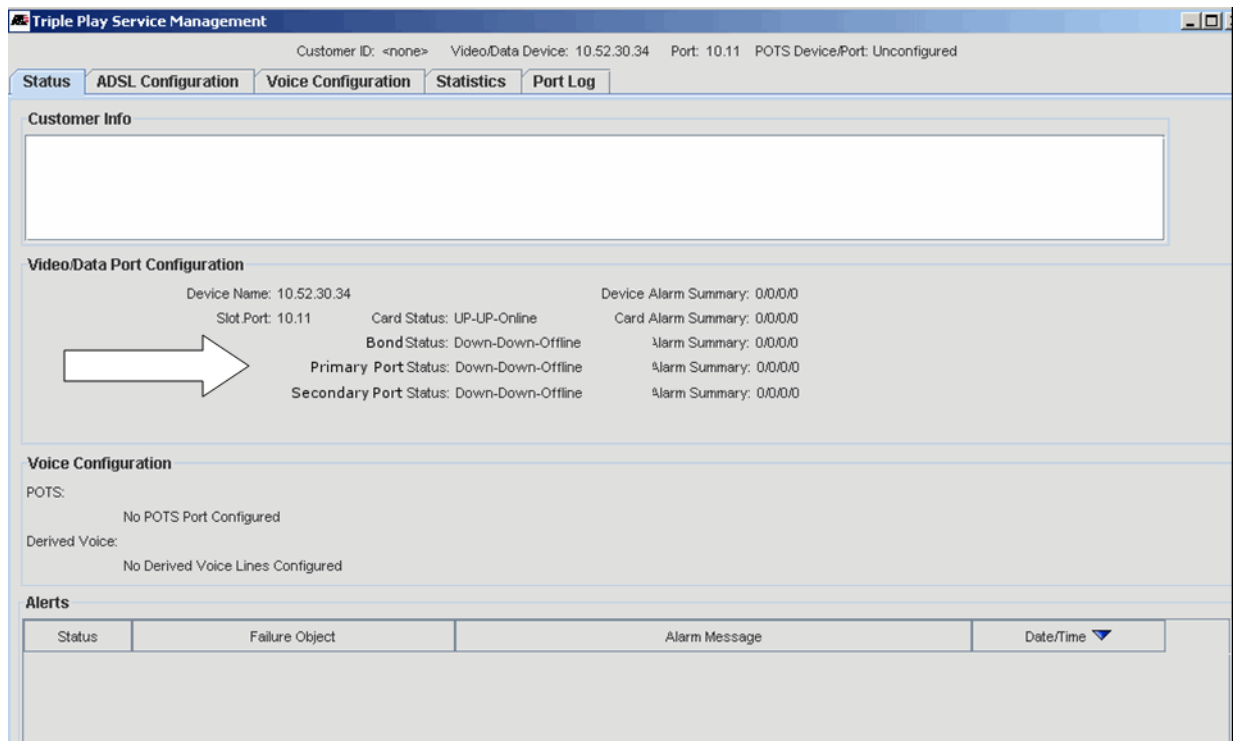 Triple Play Service Management
Customer ID: <none> Video/Data Device: 10.52.30.34 Port: 10.11 POTS Device/Port: Unconfigured
Status ADSL Configuration Voice Configuration Statistics Port Log
Customer Info
Video/Data Port Configuration
Device Name: 10.52.30.34 Device Alarm Summary: 0/0/0/0
Slot.Port: 10.11 Card Status: UP-UP-Online Card Alarm Summary: 0/0/0/0
Bond Status: Down-Down-Offline Alarm Summary: 0/0/0/0
Primary Port Status: Down-Down-Offline Alarm Summary: 0/0/0/0
Secondary Port Status: Down-Down-Offline Alarm Summary: 0/0/0/0
Voice Configuration
POTS:
No POTS Port Configured
Derived Voice:
No Derived Voice Lines Configured
Alerts
Status Failure Object Alarm Message Date/Time